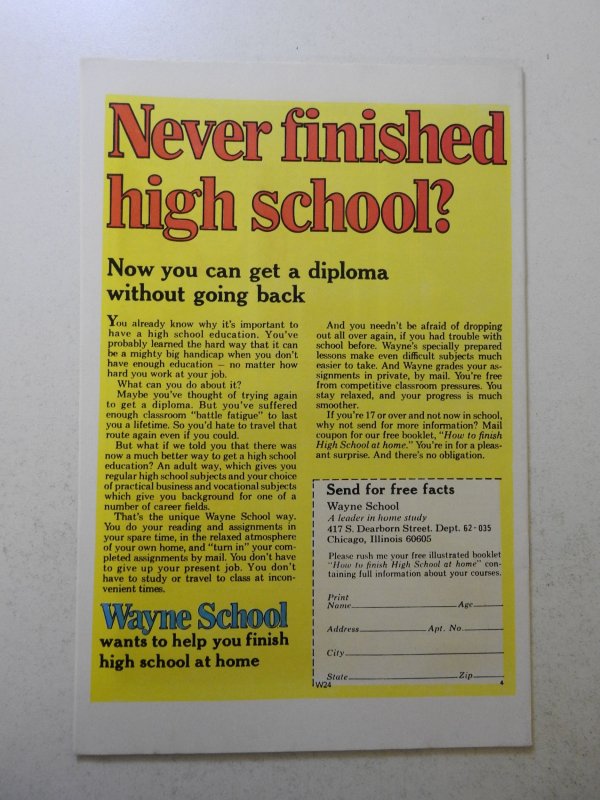 Never finished
high school?
Now you can get a diploma
without going back
You already know why it's important to
have a high school education. You've
probably learned the hard way that it can
be a mighty big handicap when you don't
have enough education — no matter how
hard you work at your job.
What can you do about it?
Maybe you've thought of trying again
to get a diploma. But you've suffered
enough classroom "battle fatigue" to last
you a lifetime. So you'd hate to travel that
route again even if you could.
But what if we told you that there was
now a much better way to get a high school
education? An adult way, which gives you
regular high school subjects and your choice
of practical business and vocational subjects
which give you background for one of a
number of career fields.
That's the unique Wayne School way.
You do your reading and assignments in
your spare time, in the relaxed atmosphere
of your own home, and "turn in" your com-
pleted assignments by mail. You don't have
to give up your present job. You don't
have to study or travel to class at incon-
venient times.
Wayne School
wants to help you finish
high school at home
And you needn't be afraid of dropping
out all over again, if you had trouble with
school before. Wayne's specially prepared
lessons make even difficult subjects much
easier to take. And Wayne grades your as-
signments in private, by mail. You're free
from competitive classroom pressures. You
stay relaxed, and your progress is much
smoother.
If you're 17 or over and not now in school,
why not send for more information? Mail
coupon for our free booklet, "How to finish
High School at home." You're in for a pleas-
ant surprise. And there's no obligation.
Send for free facts
Wayne School
A leader in home study
417 S. Dearborn Street. Dept. 62-035
Chicago, Illinois 60605
Please rush me your free illustrated booklet
"How to finish High School at home" con-
taining full information about your courses.
Print
Name Age
Address Apt. No.
City
State Zip
W24 4